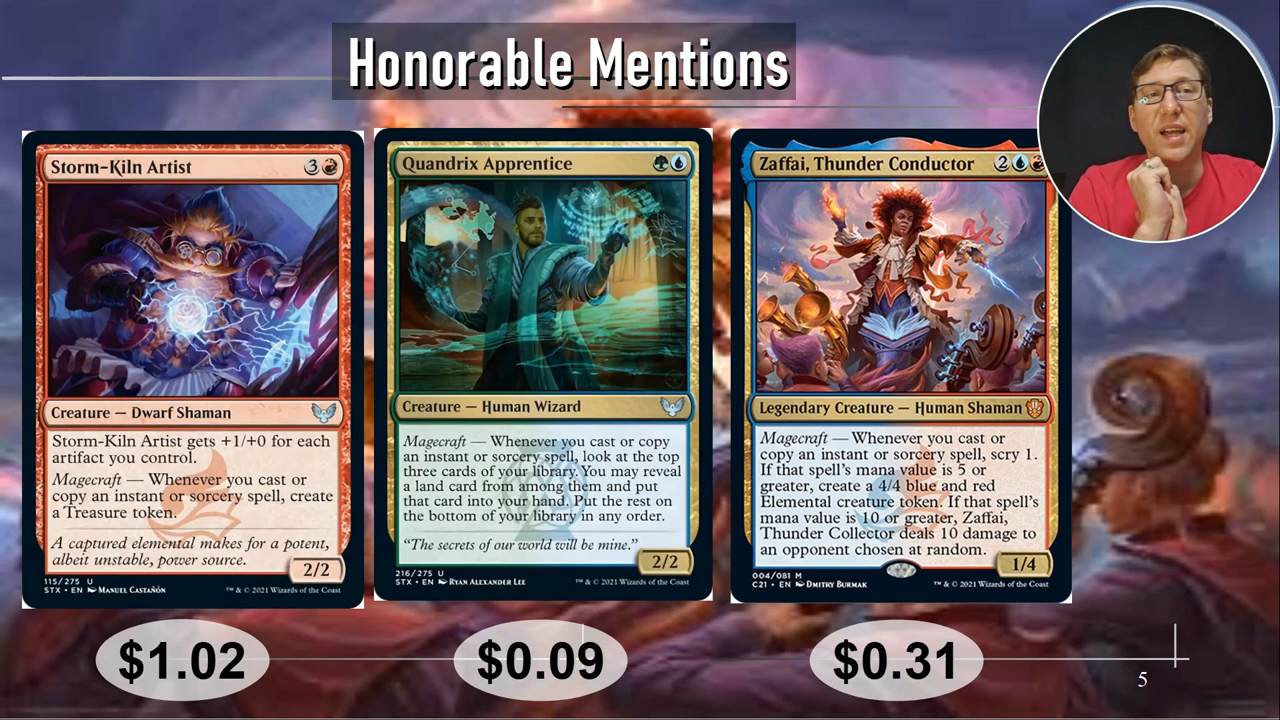 Honorable Mentions
Storm-Kiln Artist 3
Creature — Dwarf Shaman
Storm-Kiln Artist gets +1/+0 for each
artifact you control.
Magecraft — Whenever you cast or
copy an instant or sorcery spell, create
a Treasure token.
A captured elemental makes for a potent,
albeit unstable, power source.
2/2
115/275 U
STX • EN MANUEL CASTAÑÓN
™ & © 2021 Wizards of the Coast
$1.02
Quandrix Apprentice
Creature — Human Wizard
Magecraft — Whenever you cast or copy
an instant or sorcery spell, look at the top
three cards of your library. You may reveal
a land card from among them and put
that card into your hand. Put the rest on
the bottom of your library in any order.
“The secrets of our world will be mine.”
2/2
216/275 U
STX • EN RYAN ALEXANDER LEE
™ & © 2021 Wizards of the Coast
$0.09
Zaffai, Thunder Conductor 2
Legendary Creature — Human Shaman
Magecraft — Whenever you cast or
copy an instant or sorcery spell, scry 1.
If that spell’s mana value is 5 or
greater, create a 4/4 blue and red
Elemental creature token. If that spell’s
mana value is 10 or greater, Zaffai,
Thunder Collector deals 10 damage to
an opponent chosen at random.
1/4
004/081 M
C21 • EN DMITRY BURMAK
™ & © 2021 Wizards of the Coast
$0.31
5